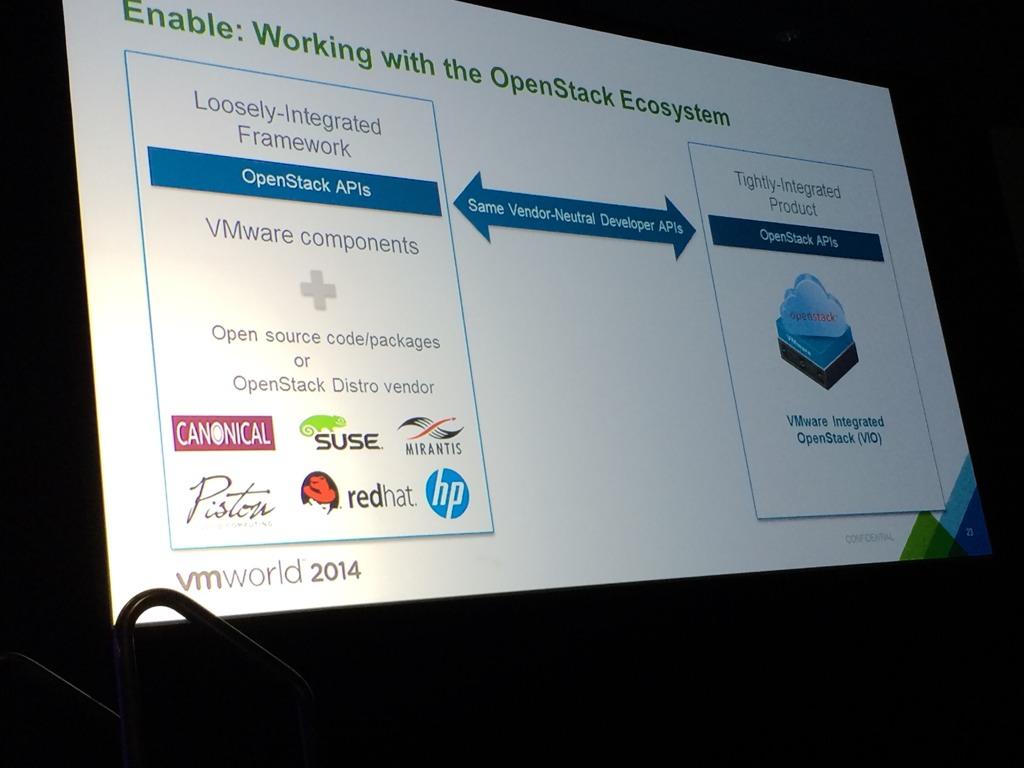 Enable: Working with the OpenStack Ecosystem
Loosely-Integrated
Framework
OpenStack APIs
VMware components
Open source code/packages
or
OpenStack Distro vendor
CANONICAL
SUSE
MIRANTIS
Piston
redhat.
hp
Same Vendor-Neutral Developer APIs
Tightly-Integrated
Product
OpenStack APIs
openstack
vmware
VMware Integrated
OpenStack (VIO)
CONFIDENTIAL
23
vmworld 2014